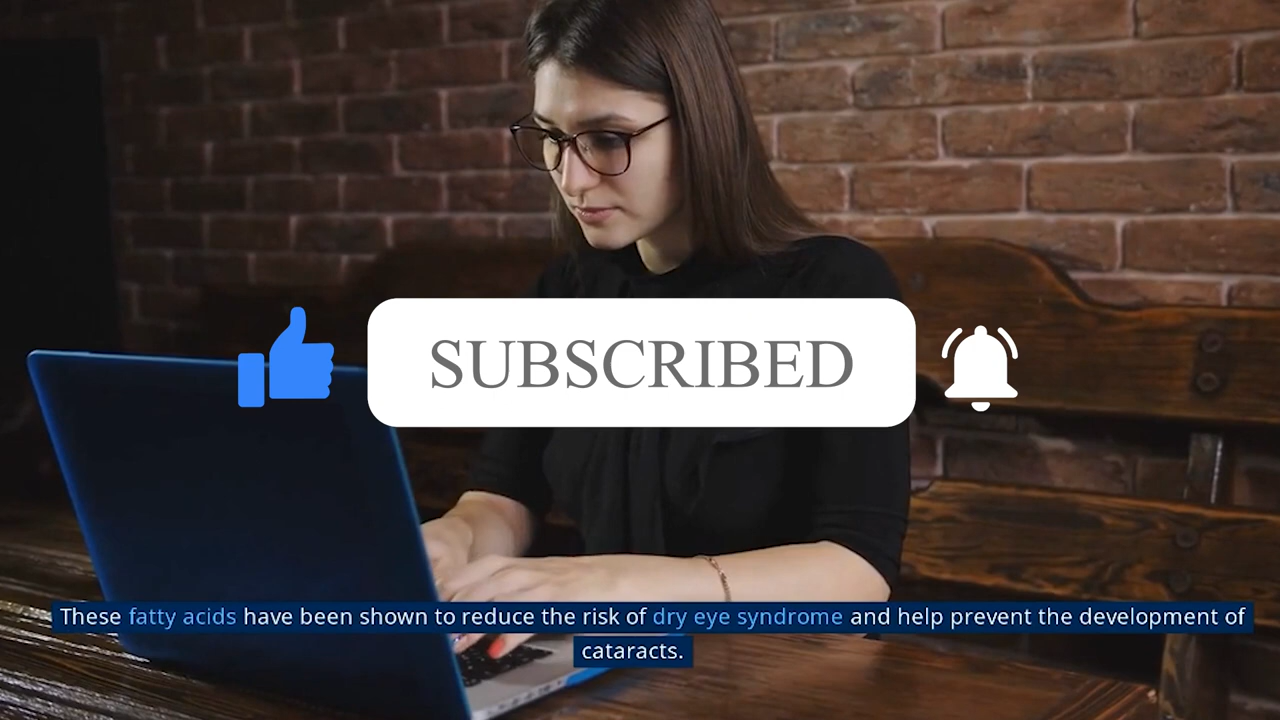 SUBSCRIBED
These fatty acids have been shown to reduce the risk of dry eye syndrome and help prevent the development of
cataracts.